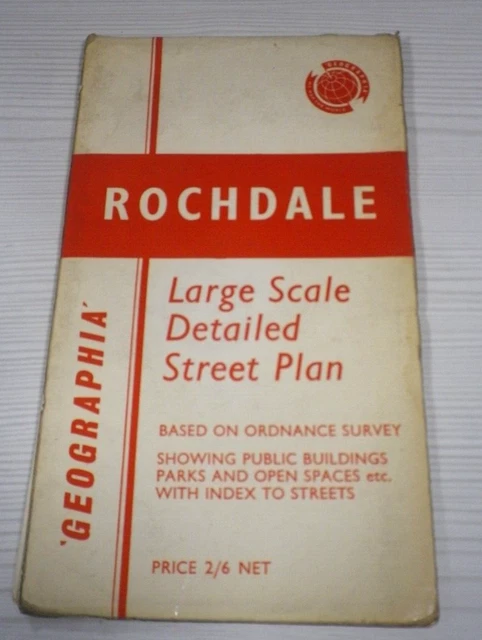 GEOGRAPHIA
ROCHDALE
Large Scale
Detailed
Street Plan
'GEOGRAPHIA'
BASED ON ORDNANCE SURVEY
SHOWING PUBLIC BUILDINGS
PARKS AND OPEN SPACES etc.
WITH INDEX TO STREETS
PRICE 2/6 NET